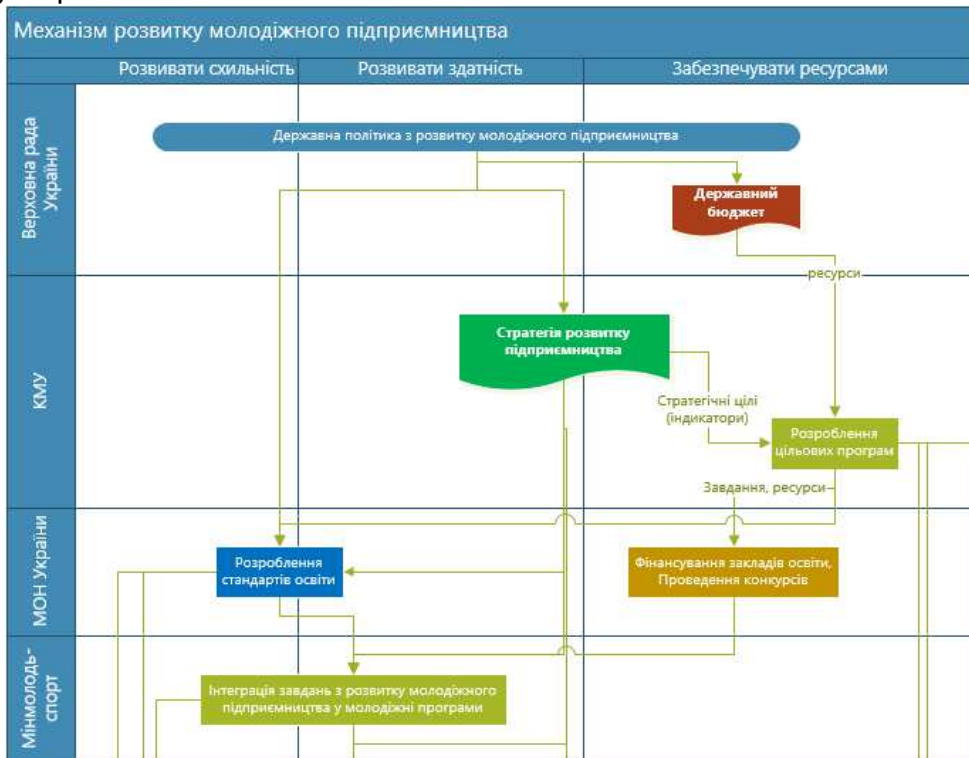 Механізм розвитку молодіжного підприємництва
Розвивати схильність
Розвивати здатність
Забезпечувати ресурсами
Верховна рада
України
Державна політика з розвитку молодіжного підприємництва
Державний
бюджет
ресурси
КМУ
Стратегія розвитку
підприємництва
Стратегічні цілі
(індикатори)
Розроблення
цільових програм
Завдання, ресурси
МОН України
Розроблення
стандартів освіти
Фінансування закладів освіти,
Проведення конкурсів
Мінмолодь-
спорт
Інтеграція завдань з розвитку молодіжного
підприємництва у молодіжні програми